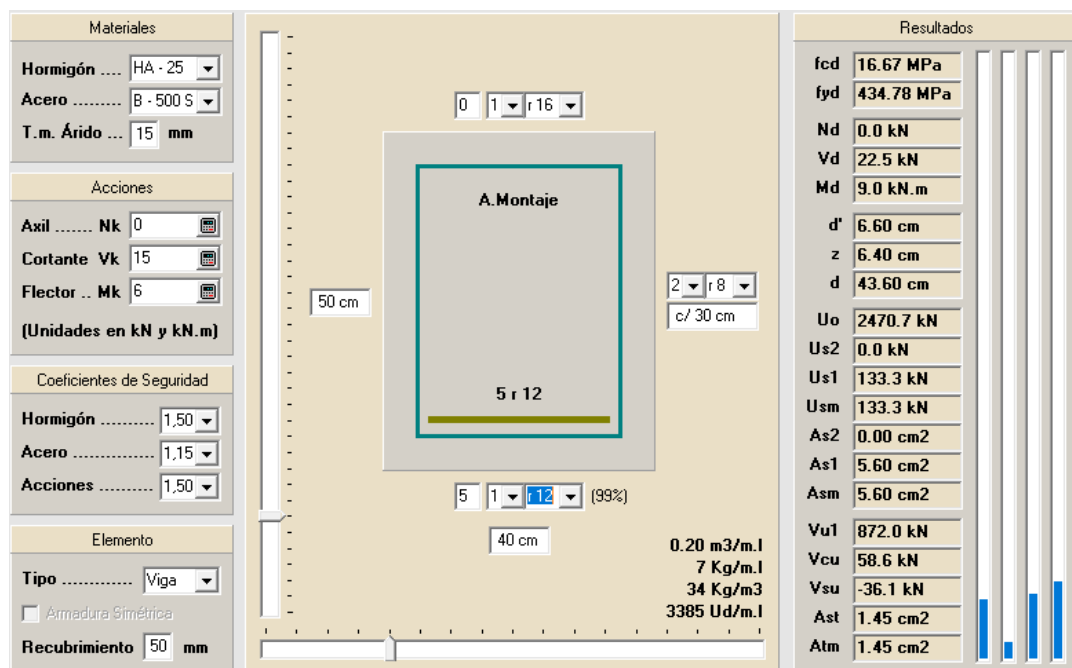 Materiales
Hormigón .... HA - 25
Acero ......... B - 500 S
T.m. Árido ... 15 mm
Acciones
Axil ....... Nk 0
Cortante Vk 15
Flector .. Mk 6
(Unidades en kN y kN.m)
Coeficientes de Seguridad
Hormigón .......... 1,50
Acero ............... 1,15
Acciones ........... 1,50
Elemento
Tipo ............. Viga
Armadura Simétrica
Recubrimiento 50 mm
0 1 r 16
A.Montaje
50 cm
2 r 8
c/ 30 cm
5 r 12
5 1 r 12 (99%)
40 cm
0.20 m3/m.l
7 Kg/m.l
34 Kg/m3
3385 Ud/m.l
Resultados
fcd 16.67 MPa
fyd 434.78 MPa
Nd 0.0 kN
Vd 22.5 kN
Md 9.0 kN.m
d' 6.60 cm
z 6.40 cm
d 43.60 cm
Uo 2470.7 kN
Us2 0.0 kN
Us1 133.3 kN
Usm 133.3 kN
As2 0.00 cm2
As1 5.60 cm2
Asm 5.60 cm2
Vu1 872.0 kN
Vcu 58.6 kN
Vsu -36.1 kN
Ast 1.45 cm2
Atm 1.45 cm2